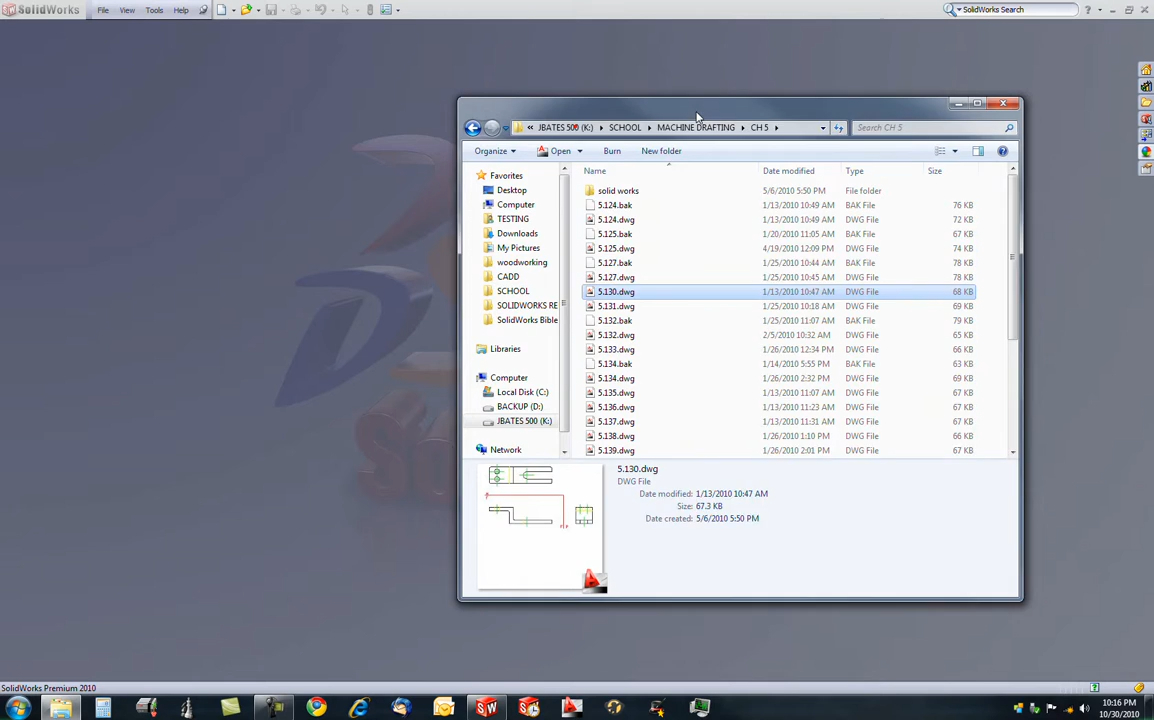 SolidWorks File View Tools Help SolidWorks Search
« JBATES 500 (K:) SCHOOL MACHINE DRAFTING CH 5 Search CH 5
Organize Open Burn New folder
Name Date modified Type Size
Favorites
Desktop
Computer
TESTING
Downloads
My Pictures
woodworking
CADD
SCHOOL
SOLIDWORKS RE
SolidWorks Bible
Libraries
Computer
Local Disk (C:)
BACKUP (D:)
JBATES 500 (K:)
Network
solid works 5/6/2010 5:50 PM File folder
5.124.bak 1/13/2010 10:49 AM BAK File 76 KB
5.124.dwg 1/13/2010 10:49 AM DWG File 72 KB
5.125.bak 1/20/2010 11:05 AM BAK File 76 KB
5.125.dwg 4/19/2010 12:09 PM DWG File 74 KB
5.127.bak 1/25/2010 10:44 AM BAK File 78 KB
5.127.dwg 1/25/2010 10:45 AM DWG File 78 KB
5.130.dwg 1/13/2010 10:47 AM DWG File 68 KB
5.131.dwg 1/25/2010 10:18 AM DWG File 69 KB
5.132.bak 1/25/2010 11:07 AM BAK File 79 KB
5.132.dwg 2/5/2010 10:32 AM DWG File 65 KB
5.133.dwg 1/26/2010 12:34 PM DWG File 68 KB
5.134.bak 1/14/2010 5:55 PM BAK File 63 KB
5.134.dwg 1/26/2010 2:32 PM DWG File 69 KB
5.135.dwg 1/13/2010 11:07 AM DWG File 67 KB
5.136.dwg 1/13/2010 11:23 AM DWG File 67 KB
5.137.dwg 1/13/2010 11:31 AM DWG File 67 KB
5.138.dwg 1/26/2010 1:10 PM DWG File 66 KB
5.139.dwg 1/26/2010 2:01 PM DWG File 67 KB
5.130.dwg
DWG File
Date modified: 1/13/2010 10:47 AM
Size: 67.3 KB
Date created: 5/6/2010 5:50 PM
SolidWorks Premium 2010
10:16 PM
10/30/2010